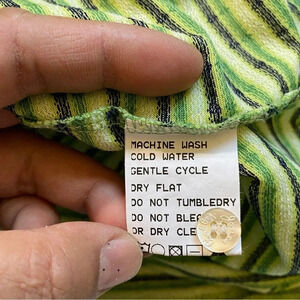 MACHINE WASH
COLD WATER
GENTLE CYCLE
DRY FLAT
DO NOT TUMBLEDRY
DO NOT
OR DRY